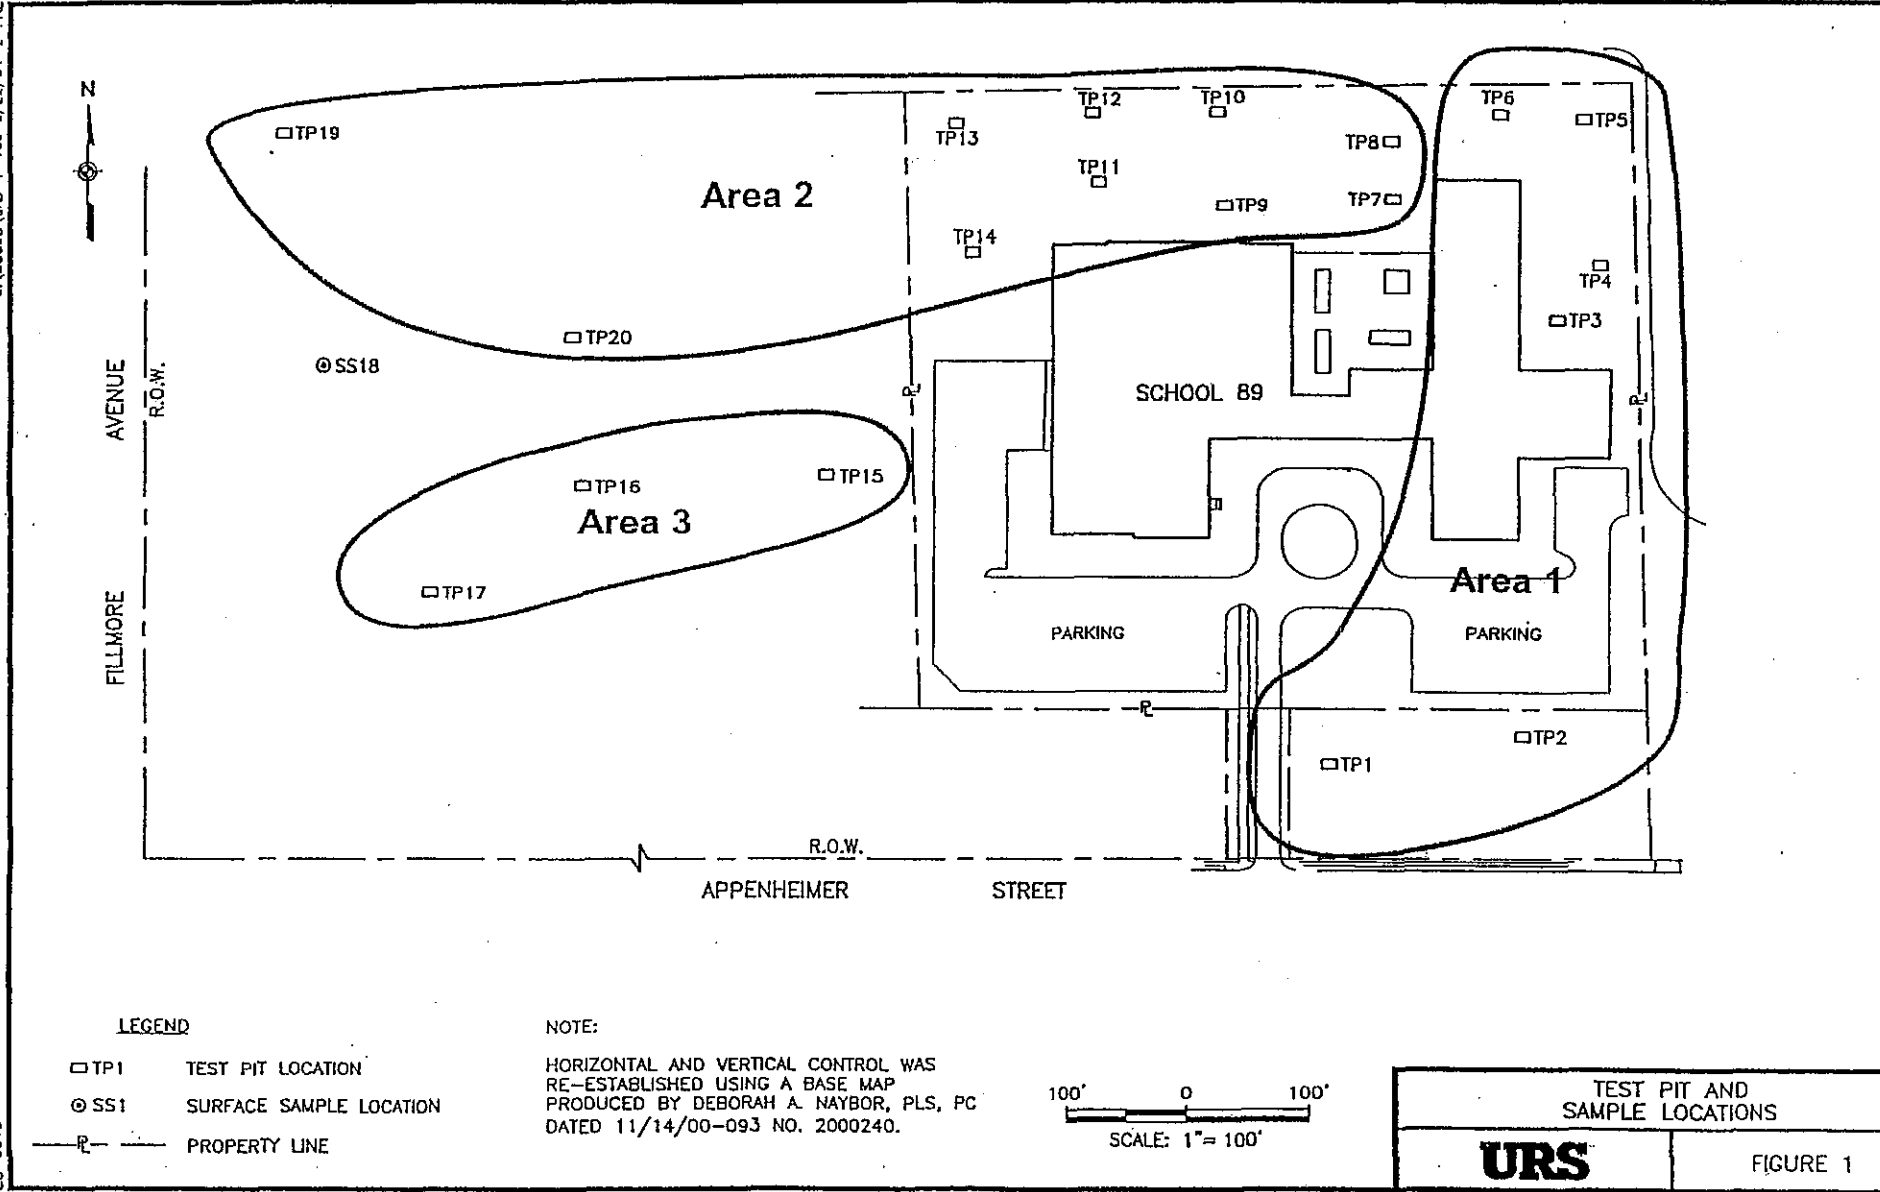 N
TP19
TP12
TP10
TP6
TP5
TP13
TP8
TP11
TP7
Area 2
TP9
TP14
TP4
TP3
TP20
SS18
AVENUE
R.O.W.
PL
PL
SCHOOL 89
TP15
TP16
Area 3
TP17
Area 1
FILLMORE
PARKING
PARKING
PL
TP2
TP1
R.O.W.
APPENHEIMER STREET
LEGEND
TP1 TEST PIT LOCATION
SS1 SURFACE SAMPLE LOCATION
PL PROPERTY LINE
NOTE:
HORIZONTAL AND VERTICAL CONTROL WAS
RE-ESTABLISHED USING A BASE MAP
PRODUCED BY DEBORAH A. NAYBOR, PLS, PC
DATED 11/14/00-093 NO. 2000240.
100' 0 100'
SCALE: 1"= 100'
TEST PIT AND
SAMPLE LOCATIONS
URS
FIGURE 1